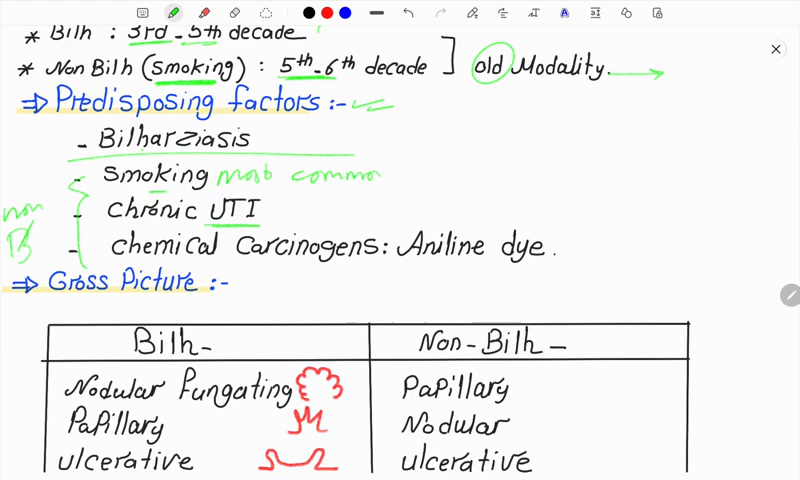 * Bilh : 3rd - 5th decade
* Non Bilh (smoking) : 5th - 6th decade ] old Modality.
⇒ Predisposing factors :-
- Bilharziasis
- Smoking most common
- chronic UTI
non B
- chemical carcinogens: Aniline dye.
⇒ Gross Picture :-
Bilh- Non-Bilh-
Nodular Fungating Papillary
Papillary Nodular
ulcerative ulcerative